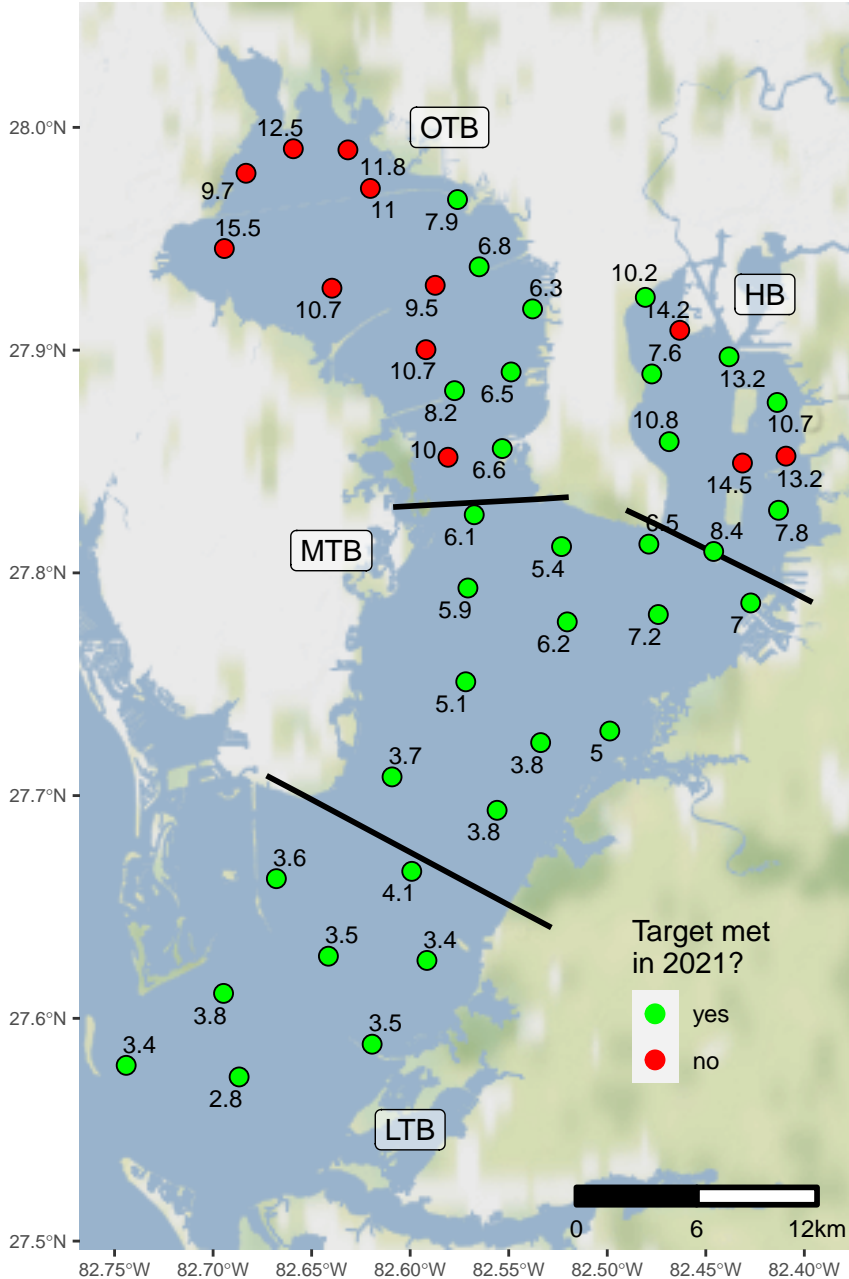 OTB
28.0°N
12.5
11.8
9.7
11
7.9
15.5
6.8
10.2
6.3
HB
10.7
9.5
14.2
27.9°N
7.6
13.2
10.7
6.5
8.2
10.8
10.7
10
6.6
14.5
13.2
6.5
8.4
7.8
6.1
MTB
5.4
27.8°N
5.9
6.2
7.2
7
5.1
3.7
3.8
5
27.7°N
3.8
3.6
4.1
3.5
3.4
Target met
in 2021?
yes
no
3.8
27.6°N
3.4
3.5
2.8
LTB
0 6 12km
27.5°N
82.75°W 82.70°W 82.65°W 82.60°W 82.55°W 82.50°W 82.45°W 82.40°W